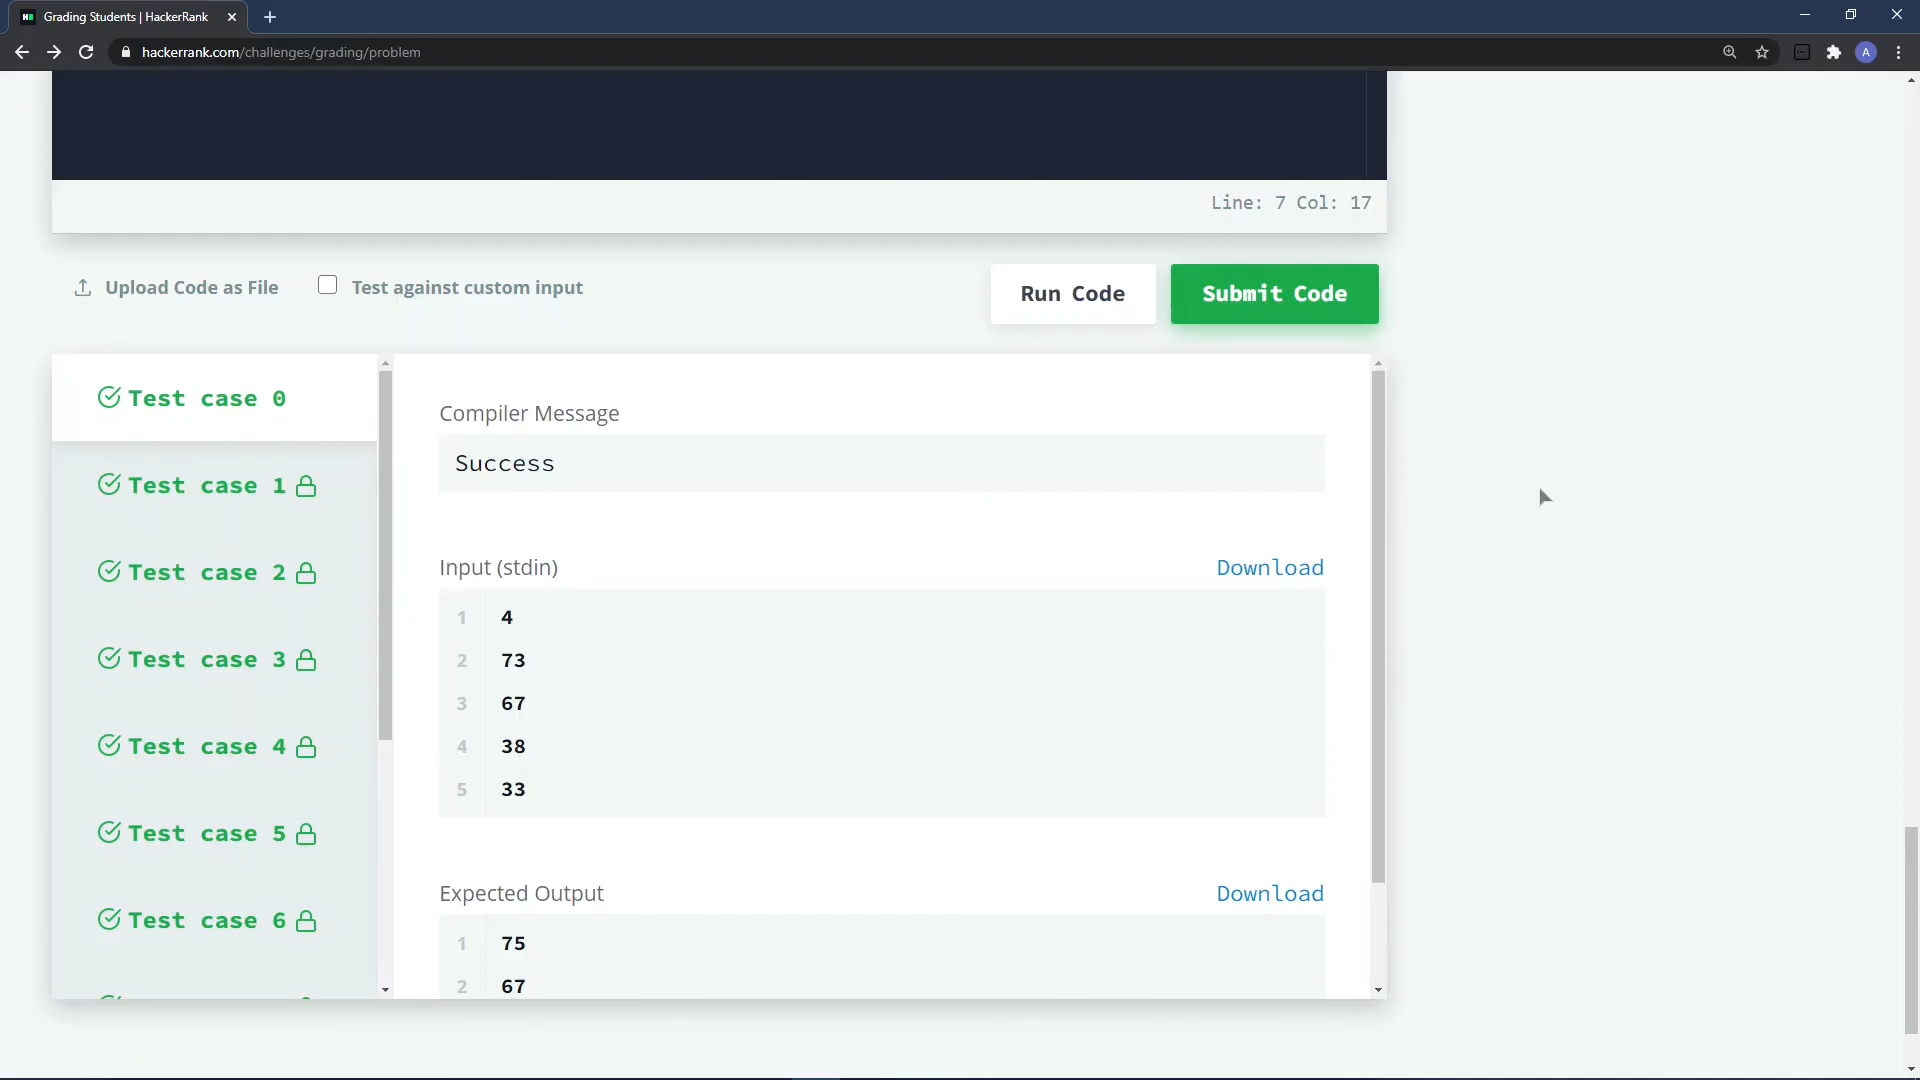 Grading Students | HackerRank
hackerrank.com/challenges/grading/problem
A
Line: 7 Col: 17
Upload Code as File
Test against custom input
Run Code
Submit Code
Test case 0
Test case 1
Test case 2
Test case 3
Test case 4
Test case 5
Test case 6
Compiler Message
Success
Input (stdin)
Download
1 4
2 73
3 67
4 38
5 33
Expected Output
Download
1 75
2 67